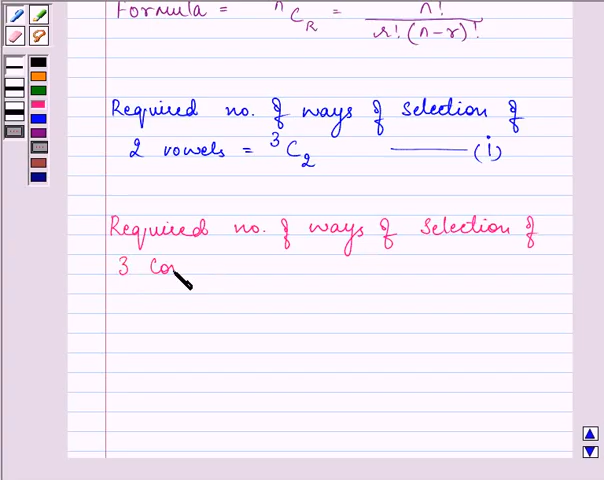 Formula = ⁿC_R = n! / r!(n-r)!
Required no. of ways of selection of
2 vowels = ³C₂ ——— (i)
Required no. of ways of selection of
3 Con